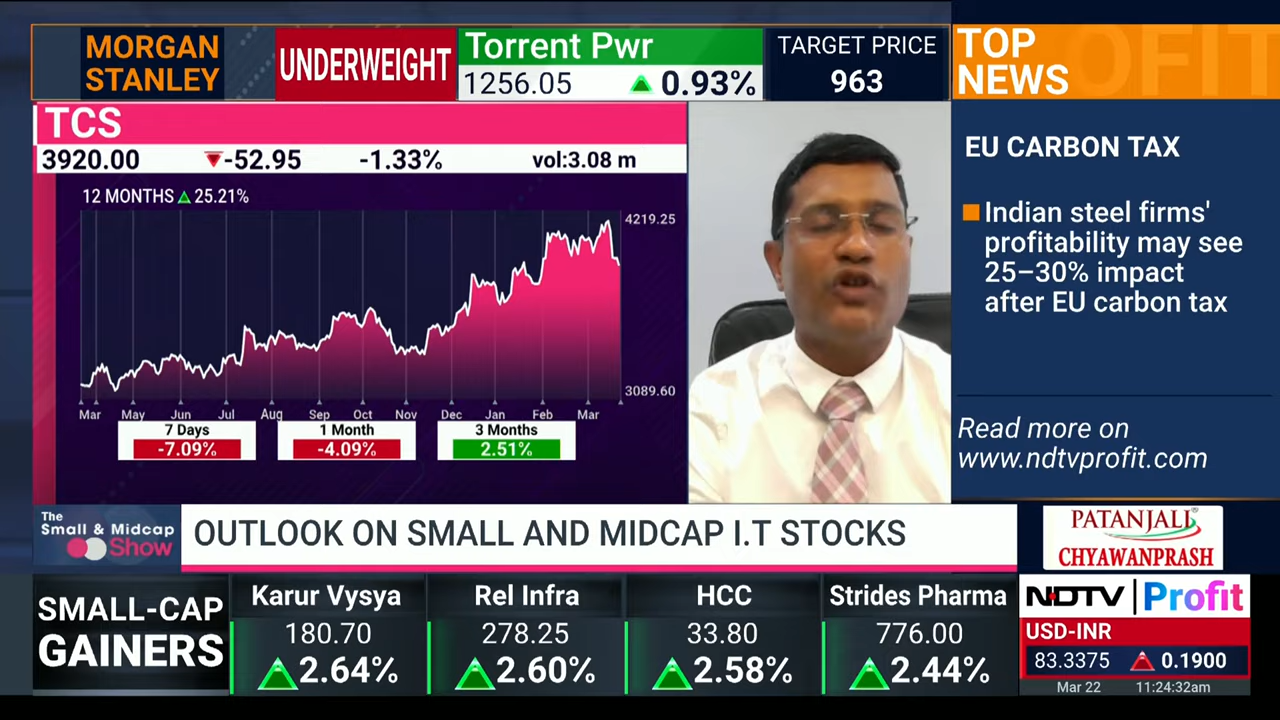 MORGAN
STANLEY
UNDERWEIGHT
Torrent Pwr
1256.05 0.93%
TARGET PRICE
963
TOP
NEWS
PROFIT
TCS
3920.00 -52.95 -1.33% vol:3.08 m
12 MONTHS 25.21%
4219.25
3089.60
Mar May Jun Jul Aug Sep Oct Nov Dec Jan Feb Mar
7 Days
-7.09%
1 Month
-4.09%
3 Months
2.51%
EU CARBON TAX
Indian steel firms'
profitability may see
25–30% impact
after EU carbon tax
Read more on
www.ndtvprofit.com
The
Small & Midcap
Show
OUTLOOK ON SMALL AND MIDCAP I.T STOCKS
PATANJALI
CHYAWANPRASH
SMALL-CAP
GAINERS
Karur Vysya
180.70
2.64%
Rel Infra
278.25
2.60%
HCC
33.80
2.58%
Strides Pharma
776.00
2.44%
NDTV Profit
USD-INR
83.3375 0.1900
Mar 22 11:24:32am